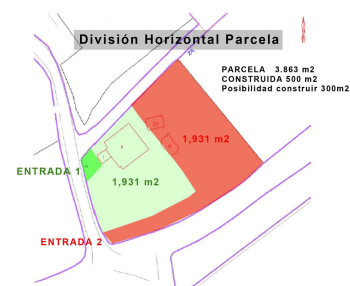 División Horizontal Parcela
PARCELA 3.863 m2
CONSTRUIDA 500 m2
Posibilidad construir 300m2
1,931 m2
ENTRADA 1
1,931 m2
ENTRADA 2